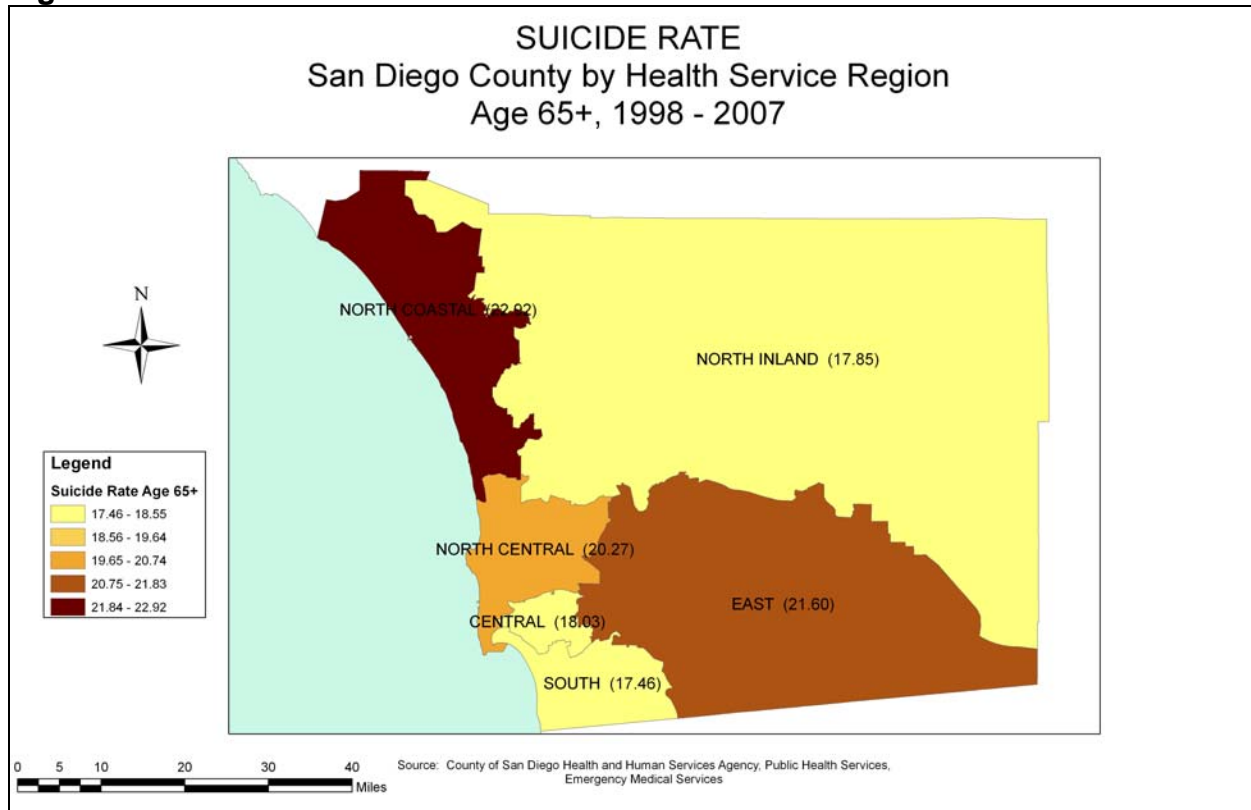 SUICIDE RATE
San Diego County by Health Service Region
Age 65+, 1998 - 2007
N
NORTH COASTAL (22.92)
NORTH INLAND (17.85)
Legend
Suicide Rate Age 65+
17.46 - 18.55
18.56 - 19.64
19.65 - 20.74
20.75 - 21.83
21.84 - 22.92
NORTH CENTRAL (20.27)
EAST (21.60)
CENTRAL (18.03)
SOUTH (17.46)
0 5 10 20 30 40
Miles
Source: County of San Diego Health and Human Services Agency, Public Health Services,
Emergency Medical Services